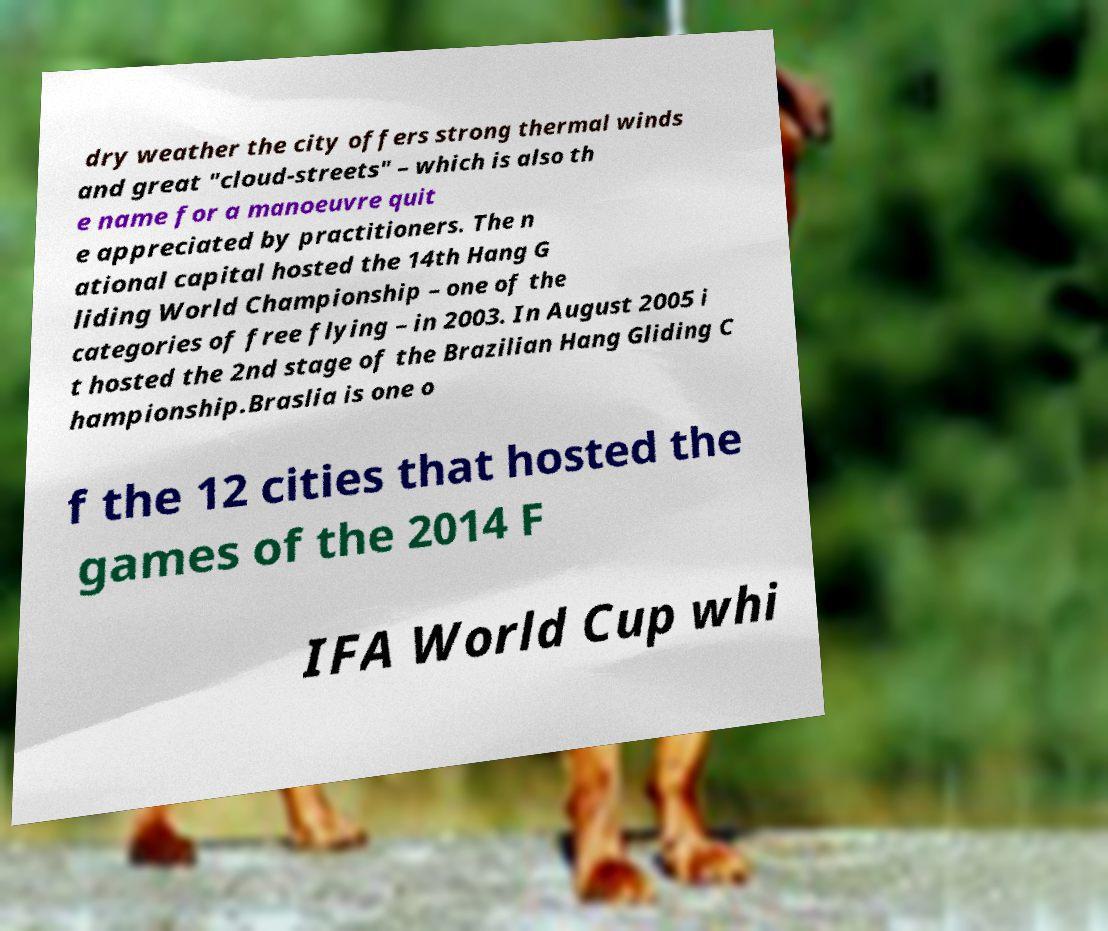 dry weather the city offers strong thermal winds
and great "cloud-streets" – which is also th
e name for a manoeuvre quit
e appreciated by practitioners. The n
ational capital hosted the 14th Hang G
liding World Championship – one of the
categories of free flying – in 2003. In August 2005 i
t hosted the 2nd stage of the Brazilian Hang Gliding C
hampionship.Braslia is one o
f the 12 cities that hosted the
games of the 2014 F
IFA World Cup whi